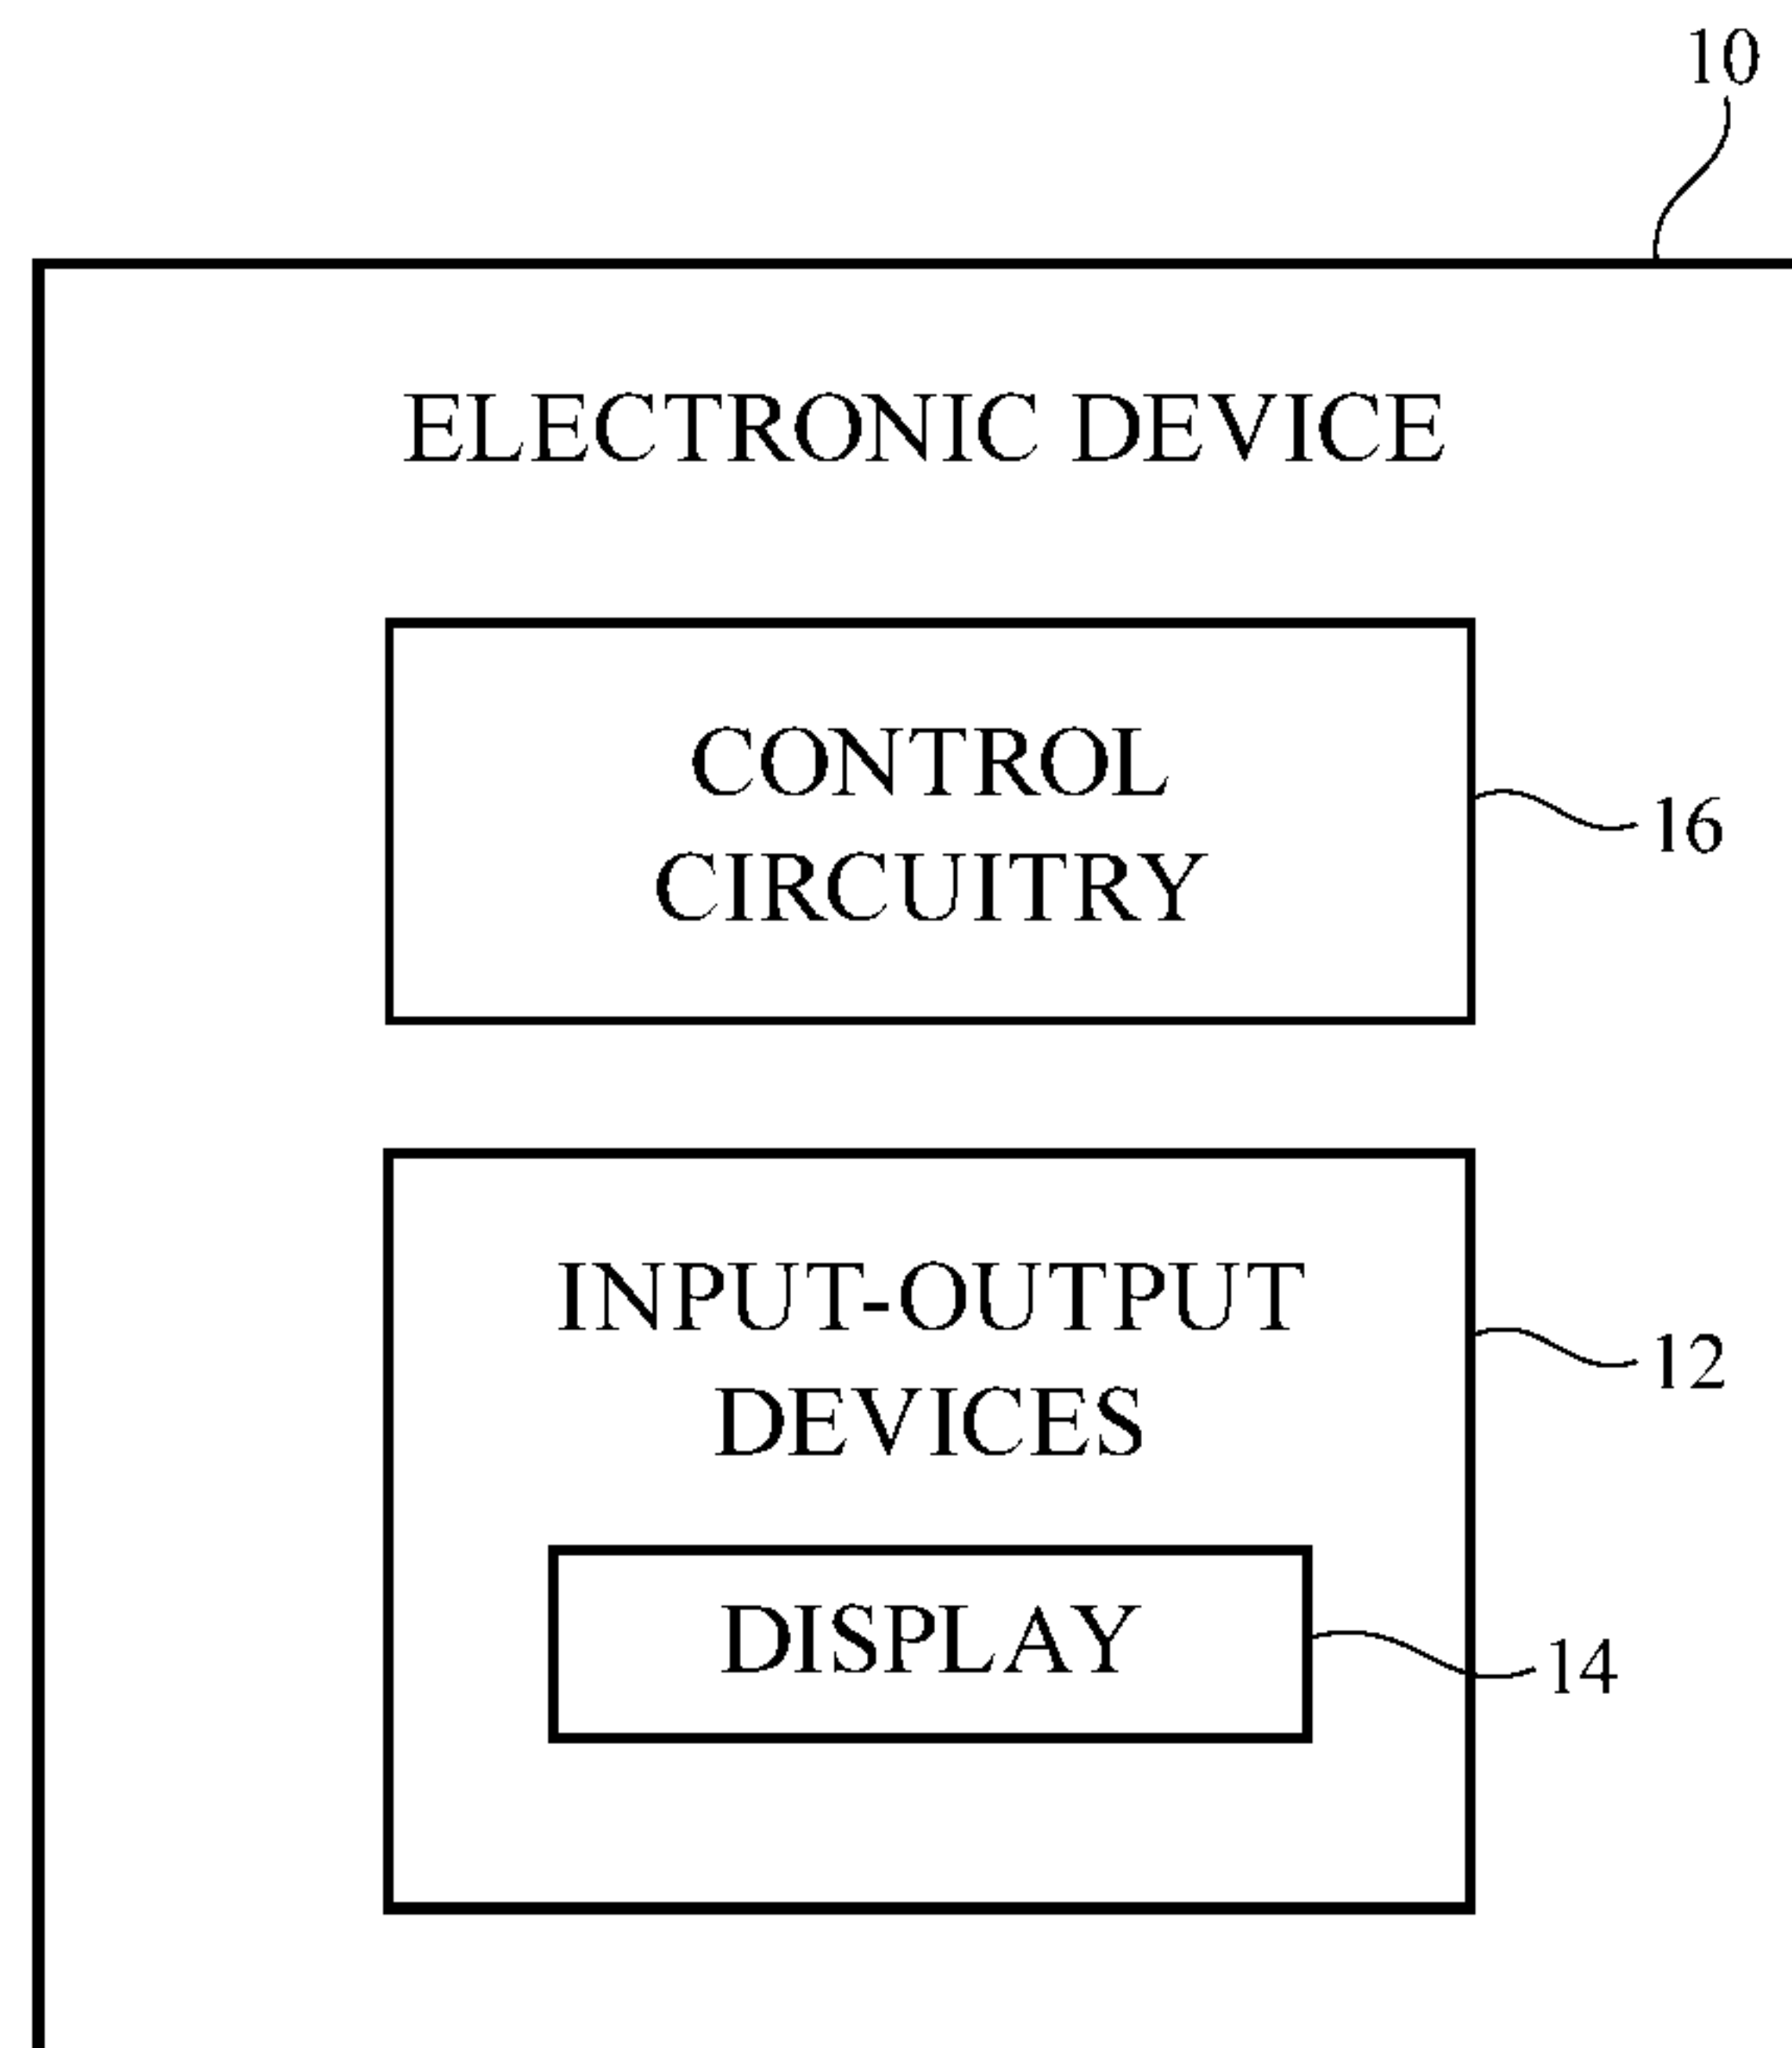 10
ELECTRONIC DEVICE
CONTROL
CIRCUITRY
16
INPUT-OUTPUT
DEVICES
12
DISPLAY
14